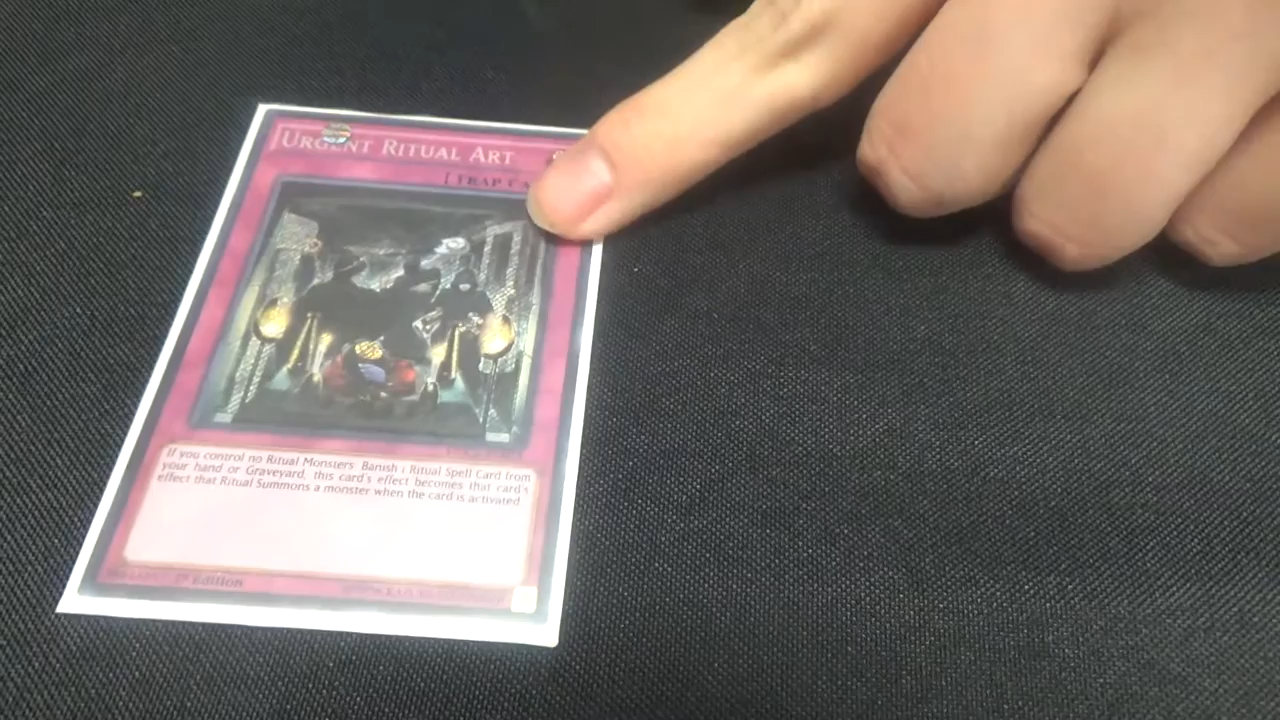 URGENT RITUAL ART
[TRAP CA
If you control no Ritual Monsters: Banish 1 Ritual Spell Card from
your hand or Graveyard, this card's effect becomes that card's
effect that Ritual Summons a monster when the card is activated.
1st Edition